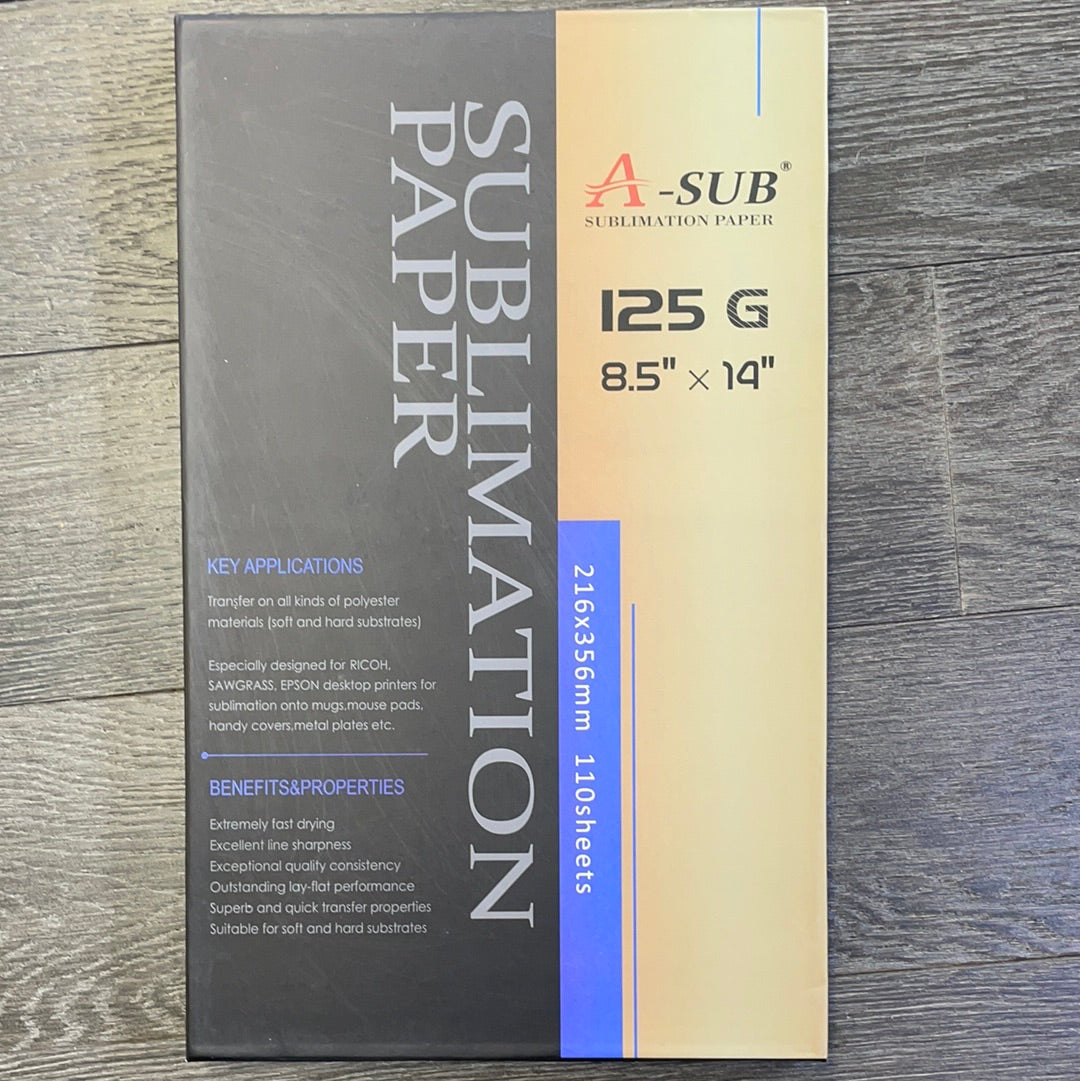 SUBLIMATION
PAPER
A-SUB®
SUBLIMATION PAPER
125 G
8.5" × 14"
216x356mm 110sheets
KEY APPLICATIONS
Transfer on all kinds of polyester
materials (soft and hard substrates)
Especially designed for RICOH,
SAWGRASS, EPSON desktop printers for
sublimation onto mugs,mouse pads,
handy covers,metal plates etc.
BENEFITS&PROPERTIES
Extremely fast drying
Excellent line sharpness
Exceptional quality consistency
Outstanding lay-flat performance
Superb and quick transfer properties
Suitable for soft and hard substrates